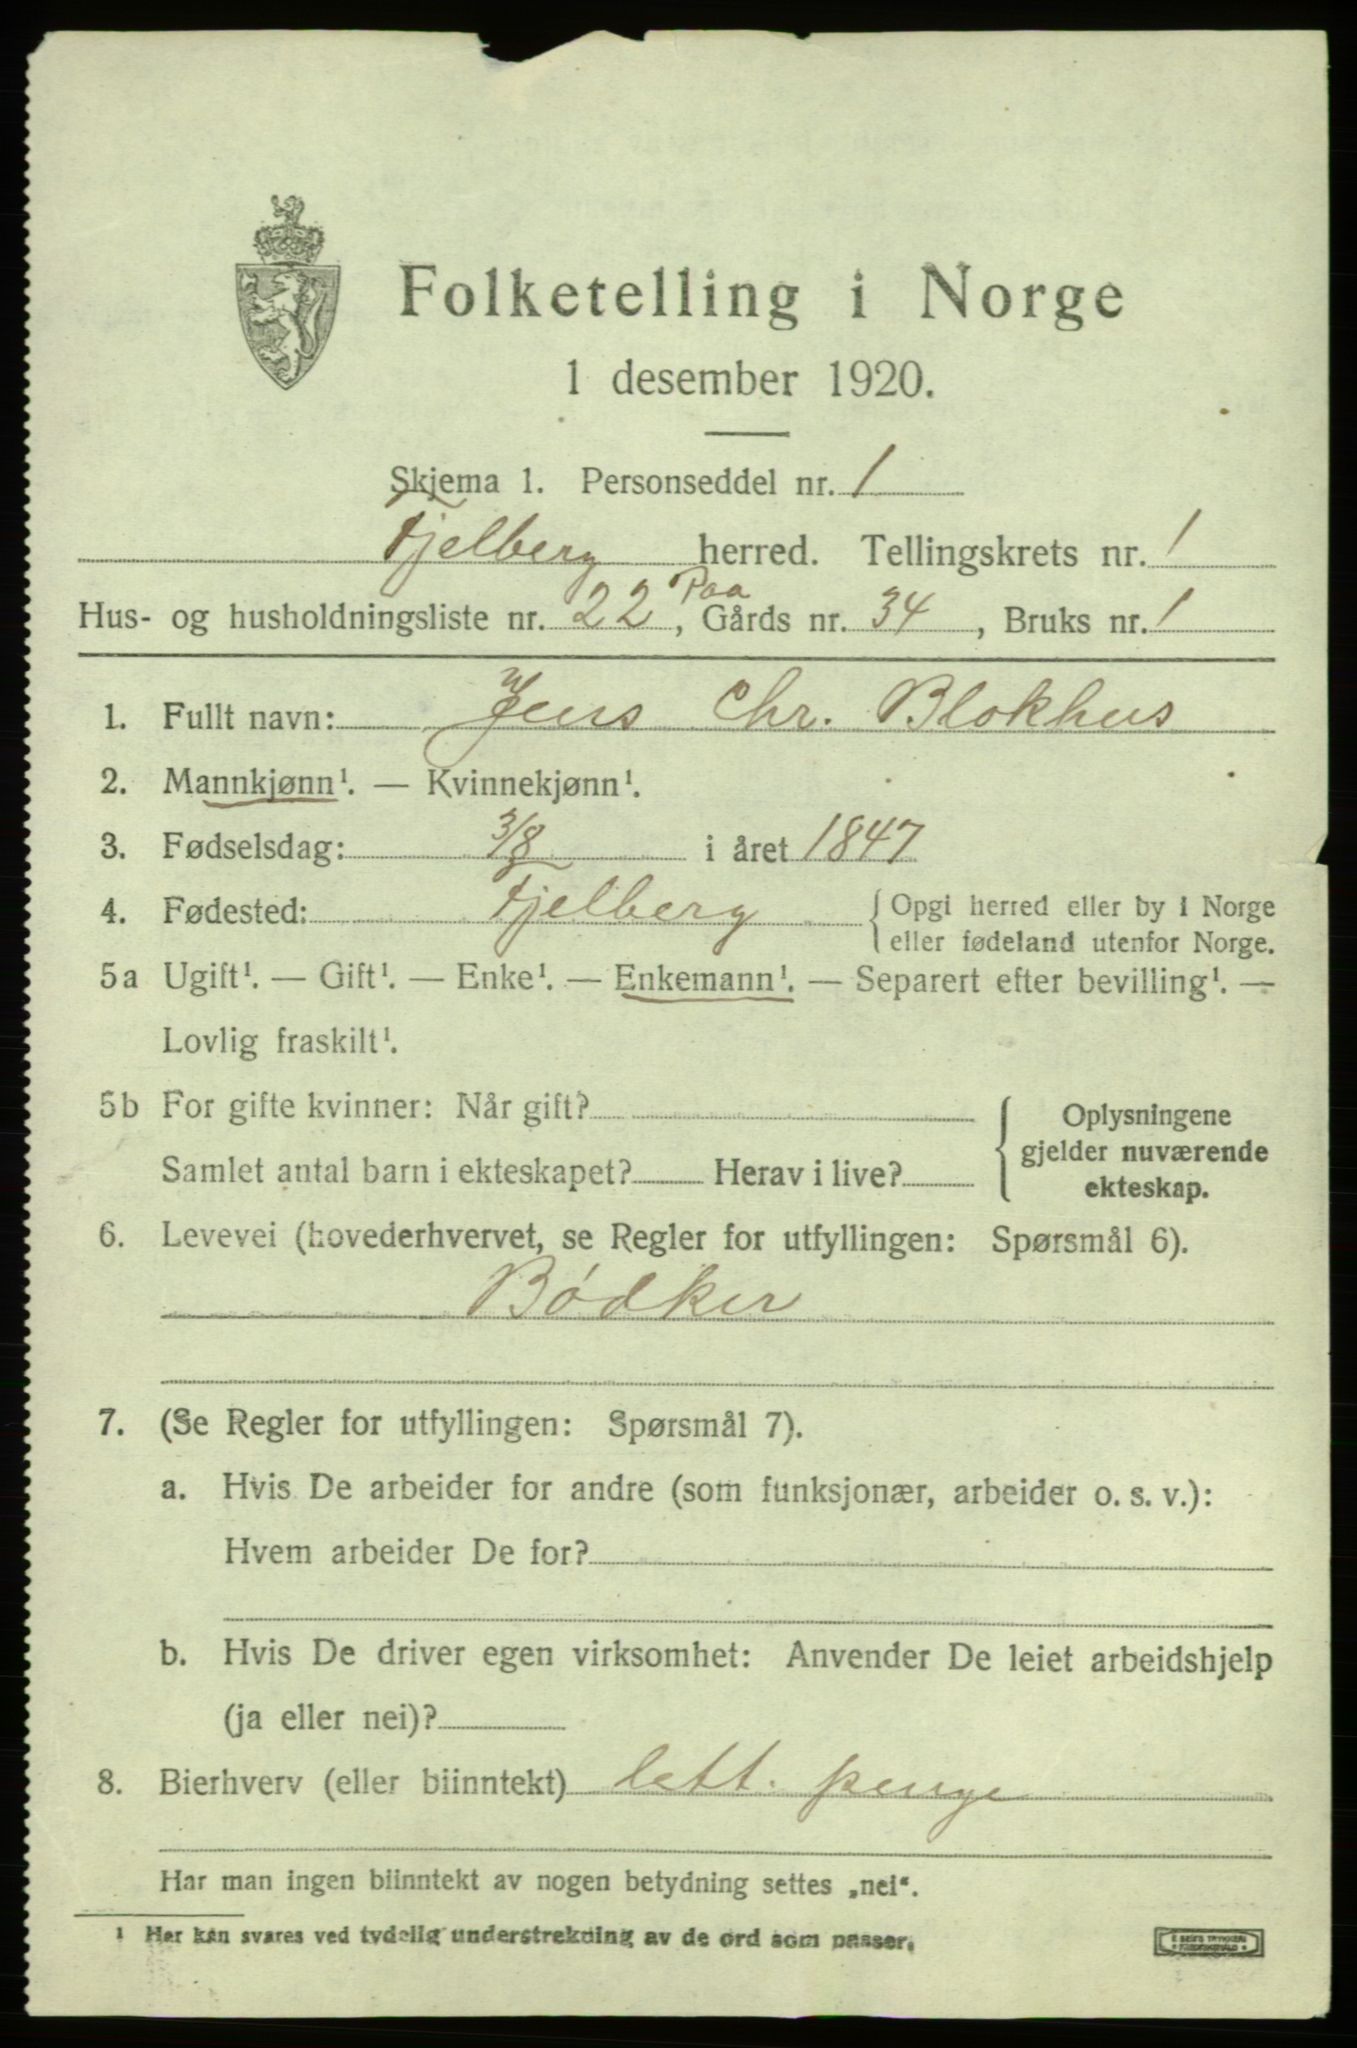 Folketelling i Norge
1 desember 1920.
Skjema 1. Personseddel nr. 1
Fjelberg herred. Tellingskrets nr. 1
Hus- og husholdningsliste nr. 22 Paa, Gårds nr. 34, Bruks nr. 1
1. Fullt navn: Jens Chr. Blokhus
2. Mannkjønn¹. — Kvinnekjønn¹.
3. Fødselsdag: 3/8 i året 1847
4. Fødested: Fjelberg { Opgi herred eller by i Norge
eller fødeland utenfor Norge.
5a Ugift¹. — Gift¹. — Enke¹. — Enkemann¹. — Separert efter bevilling¹. —
Lovlig fraskilt¹.
5b For gifte kvinner: Når gift?
Samlet antal barn i ekteskapet? Herav i live?
{ Oplysningene
gjelder nuværende
ekteskap.
6. Levevei (hovederhvervet, se Regler for utfyllingen: Spørsmål 6).
Bødker
7. (Se Regler for utfyllingen: Spørsmål 7).
a. Hvis De arbeider for andre (som funksjonær, arbeider o. s. v.):
Hvem arbeider De for?
b. Hvis De driver egen virksomhet: Anvender De leiet arbeidshjelp
(ja eller nei)?
8. Bierhverv (eller biinntekt) lett. penge
Har man ingen biinntekt av nogen betydning settes „nei“.
¹ Her kan svares ved tydelig understrekning av de ord som passer.